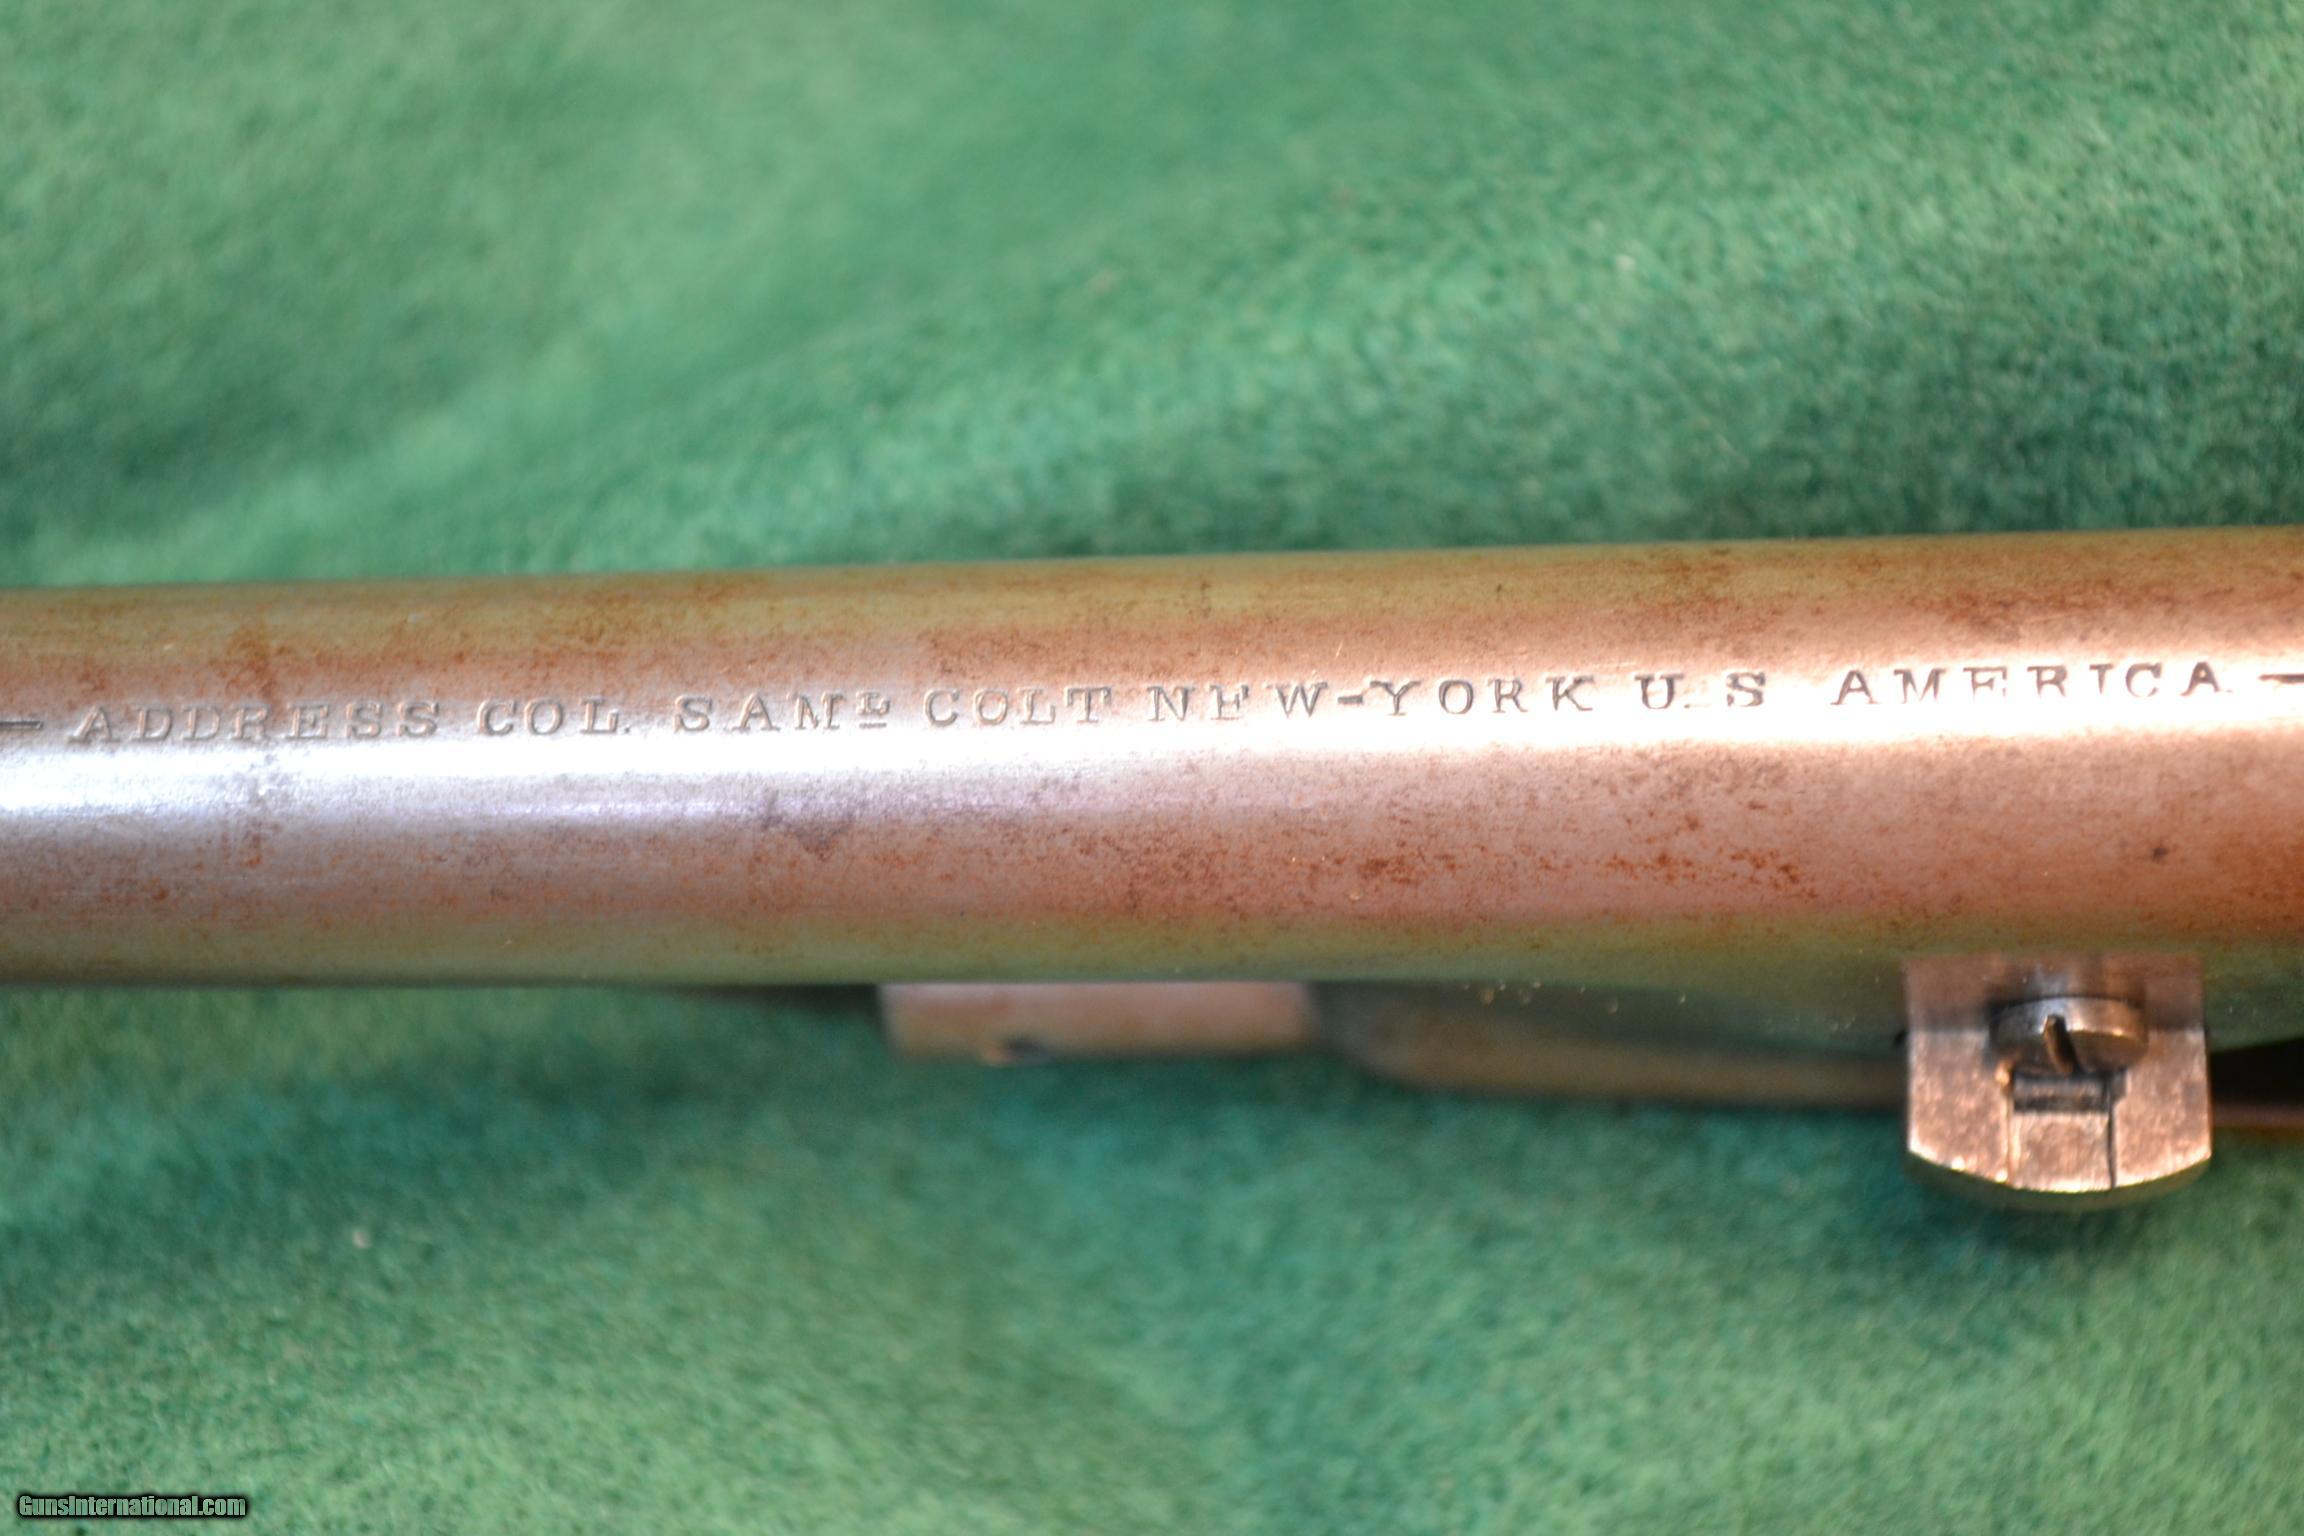 — ADDRESS COL. SAMᴸ COLT NEW-YORK U.S AMERICA. —
GunsInternational.com